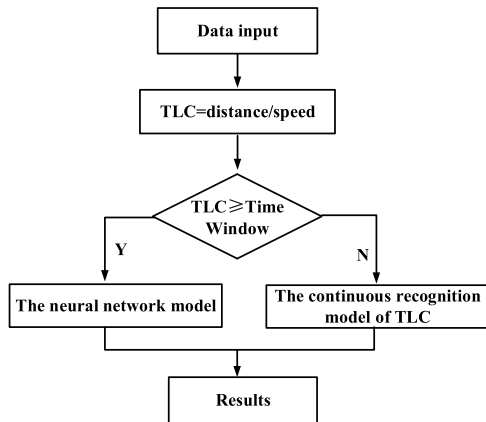 Data input
TLC=distance/speed
TLC⩾Time
Window
Y
N
The neural network model
The continuous recognition
model of TLC
Results